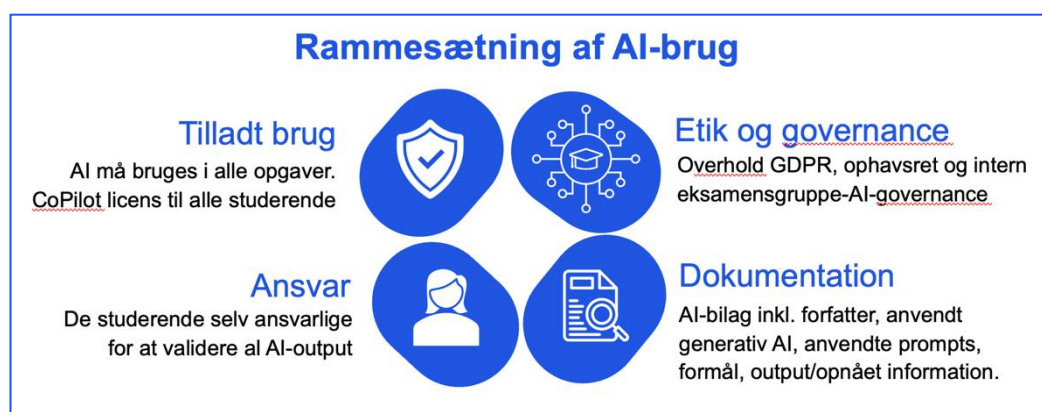 Rammesætning af AI-brug
Tilladt brug
AI må bruges i alle opgaver.
CoPilot licens til alle studerende
Etik og governance
Overhold GDPR, ophavsret og intern
eksamensgruppe-AI-governance
Ansvar
De studerende selv ansvarlige
for at validere al AI-output
Dokumentation
AI-bilag inkl. forfatter, anvendt
generativ AI, anvendte prompts,
formål, output/opnået information.